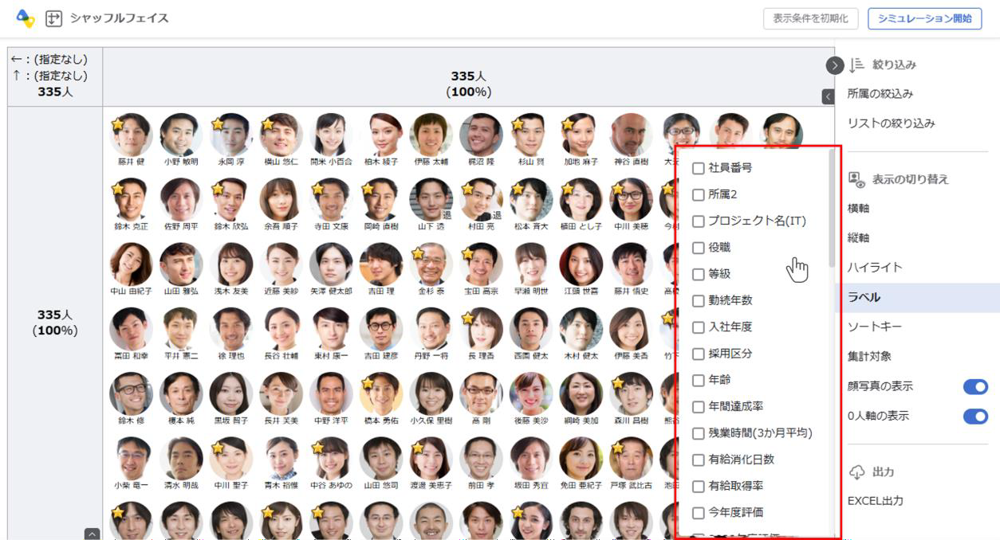 シャッフルフェイス
表示条件を初期化
シミュレーション開始
←：(指定なし)
↑：(指定なし)
335人
335人
(100%)
335人
(100%)
藤井 健 小野 敏明 永岡 淳 横山 悠仁 開米 小百合 柏木 綾子 伊藤 太輔 梶沼 隆 杉山 賢 加地 麻子 神谷 直樹
鈴木 克正 佐野 周平 鈴木 欣弘 余吾 順子 寺田 文康 岡崎 直樹 山下 透 退 村田 亮 退 松本 斉大 植田 とし子 中川 美穂
中山 由紀子 山田 雅弘 浅木 友美 近藤 美紗 矢澤 健太郎 吉田 理 金杉 泰 宝田 高宗 早瀬 明世 江頭 世喜 藤井 悟史
富田 和幸 平井 憲二 徐 理也 長谷 壮輔 東村 康一 吉田 建彦 丹野 一将 長 理香 西園 健太 木村 健太 伊藤 美香
鈴木 修 榎本 純 黒坂 賀子 長井 芙美 中野 洋平 橋本 勇佑 小久保 里樹 高 剛 後藤 美沙 綱崎 美加 森川 昌樹
小柴 竜一 清水 明哉 中川 聖子 青木 裕惟 中谷 あゆの 山田 悠司 渡邊 美恵子 前田 孝 坂田 秀宜 免田 亜紀子 戸塚 武比古
社員番号
所属2
プロジェクト名(IT)
役職
等級
勤続年数
入社年度
採用区分
年齢
年間達成率
残業時間(3か月平均)
有給消化日数
有給取得率
今年度評価
絞り込み
所属の絞込み
リストの絞り込み
表示の切り替え
横軸
縦軸
ハイライト
ラベル
ソートキー
集計対象
顔写真の表示
0人軸の表示
出力
EXCEL出力